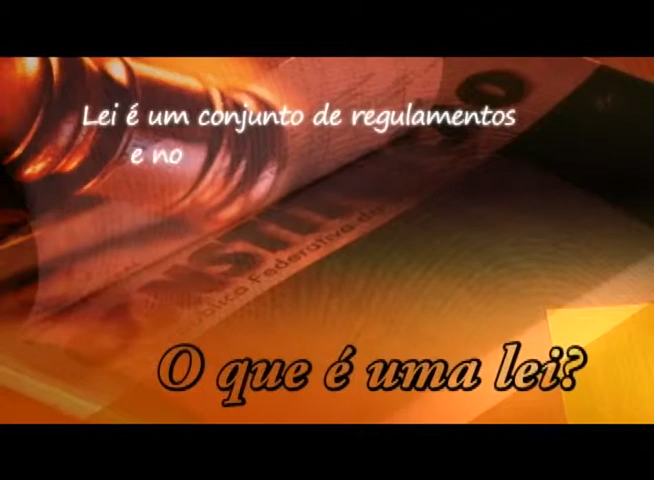 Lei é um conjunto de regulamentos
e no
O que é uma lei?